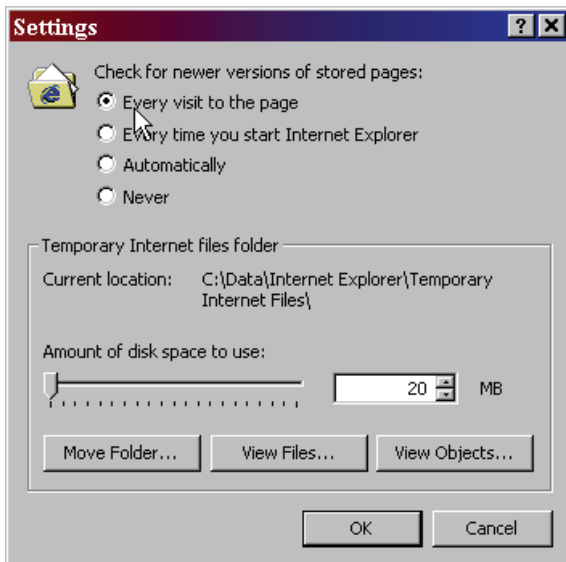 Settings
Check for newer versions of stored pages:
Every visit to the page
Every time you start Internet Explorer
Automatically
Never
Temporary Internet files folder
Current location: C:\Data\Internet Explorer\Temporary
Internet Files\
Amount of disk space to use:
20 MB
Move Folder... View Files... View Objects...
OK Cancel